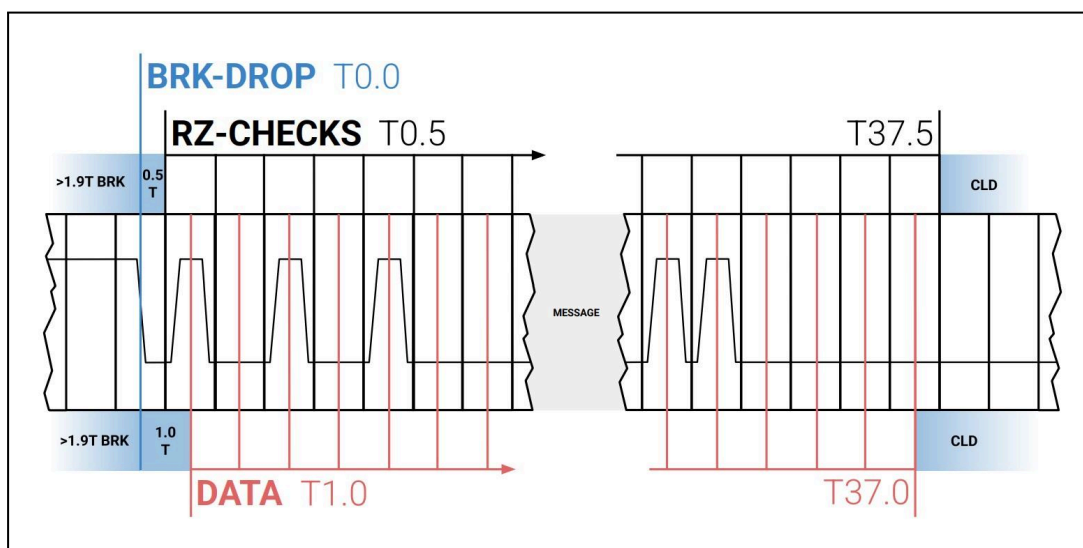 BRK-DROP T0.0
RZ-CHECKS T0.5
T37.5
>1.9T BRK
0.5
T
CLD
MESSAGE
>1.9T BRK
1.0
T
CLD
DATA T1.0
T37.0